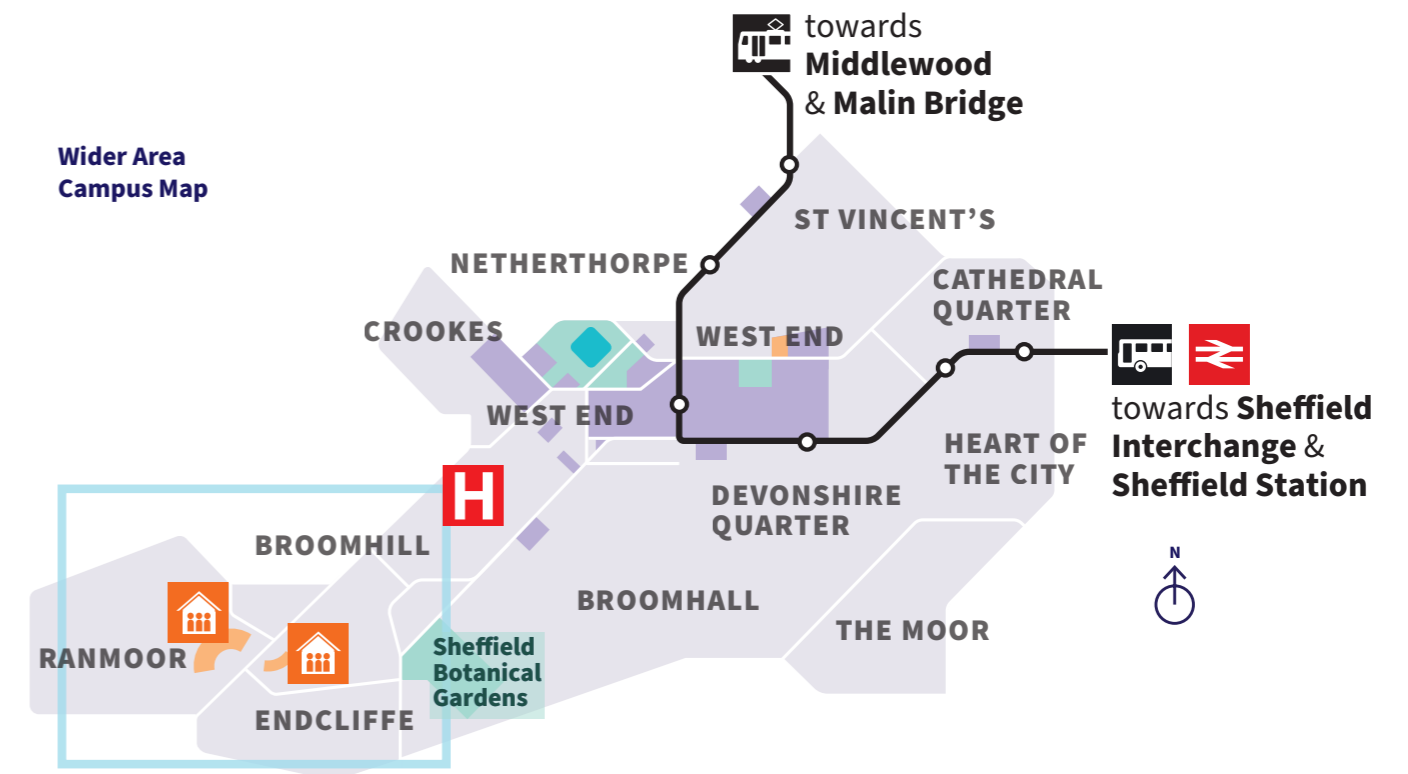 towards
Middlewood
& Malin Bridge
Wider Area
Campus Map
ST VINCENT’S
NETHERTHORPE
CATHEDRAL
QUARTER
CROOKES
WEST END
WEST END
towards Sheffield
Interchange &
Sheffield Station
HEART OF
THE CITY
H
DEVONSHIRE
QUARTER
BROOMHILL
N
BROOMHALL
THE MOOR
RANMOOR
Sheffield
Botanical
Gardens
ENDCLIFFE